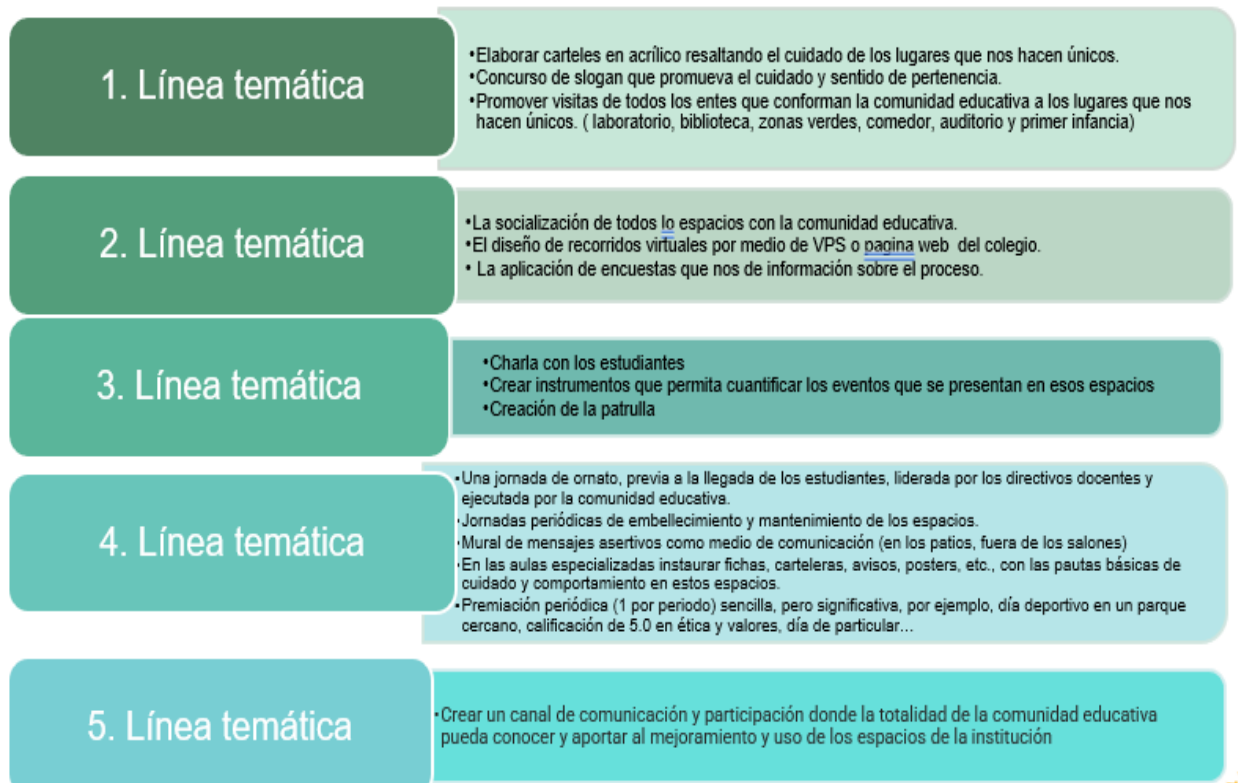 1. Línea temática
•Elaborar carteles en acrílico resaltando el cuidado de los lugares que nos hacen únicos.
•Concurso de slogan que promueva el cuidado y sentido de pertenencia.
•Promover visitas de todos los entes que conforman la comunidad educativa a los lugares que nos
hacen únicos. ( laboratorio, biblioteca, zonas verdes, comedor, auditorio y primer infancia)
2. Línea temática
•La socialización de todos lo espacios con la comunidad educativa.
•El diseño de recorridos virtuales por medio de VPS o pagina web del colegio.
• La aplicación de encuestas que nos de información sobre el proceso.
3. Línea temática
•Charla con los estudiantes
•Crear instrumentos que permita cuantificar los eventos que se presentan en esos espacios
•Creación de la patrulla
4. Línea temática
•Una jornada de ornato, previa a la llegada de los estudiantes, liderada por los directivos docentes y
ejecutada por la comunidad educativa.
•Jornadas periódicas de embellecimiento y mantenimiento de los espacios.
•Mural de mensajes asertivos como medio de comunicación (en los patios, fuera de los salones)
•En las aulas especializadas instaurar fichas, carteleras, avisos, posters, etc., con las pautas básicas de
cuidado y comportamiento en estos espacios.
•Premiación periódica (1 por periodo) sencilla, pero significativa, por ejemplo, día deportivo en un parque
cercano, calificación de 5.0 en ética y valores, día de particular...
5. Línea temática
•Crear un canal de comunicación y participación donde la totalidad de la comunidad educativa
pueda conocer y aportar al mejoramiento y uso de los espacios de la institución